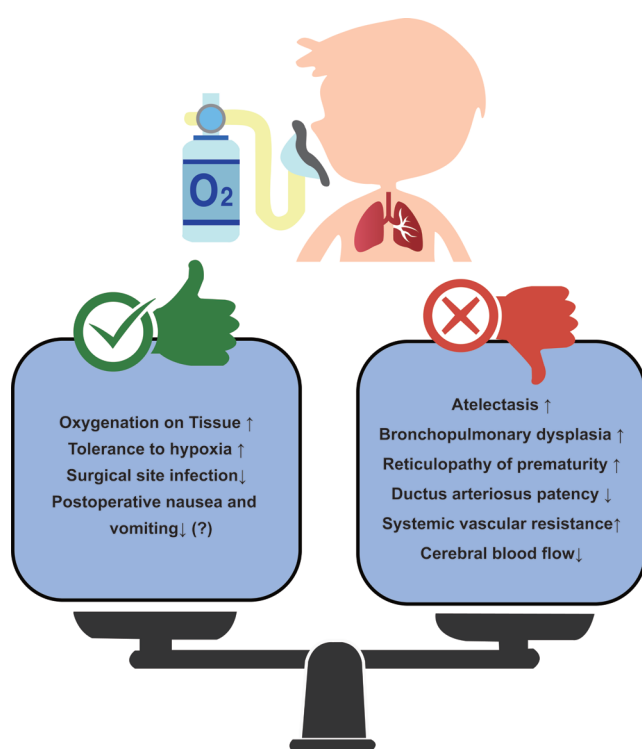 O2
Oxygenation on Tissue ↑
Tolerance to hypoxia ↑
Surgical site infection↓
Postoperative nausea and
vomiting↓ (?)
Atelectasis ↑
Bronchopulmonary dysplasia ↑
Reticulopathy of prematurity ↑
Ductus arteriosus patency ↓
Systemic vascular resistance↑
Cerebral blood flow↓